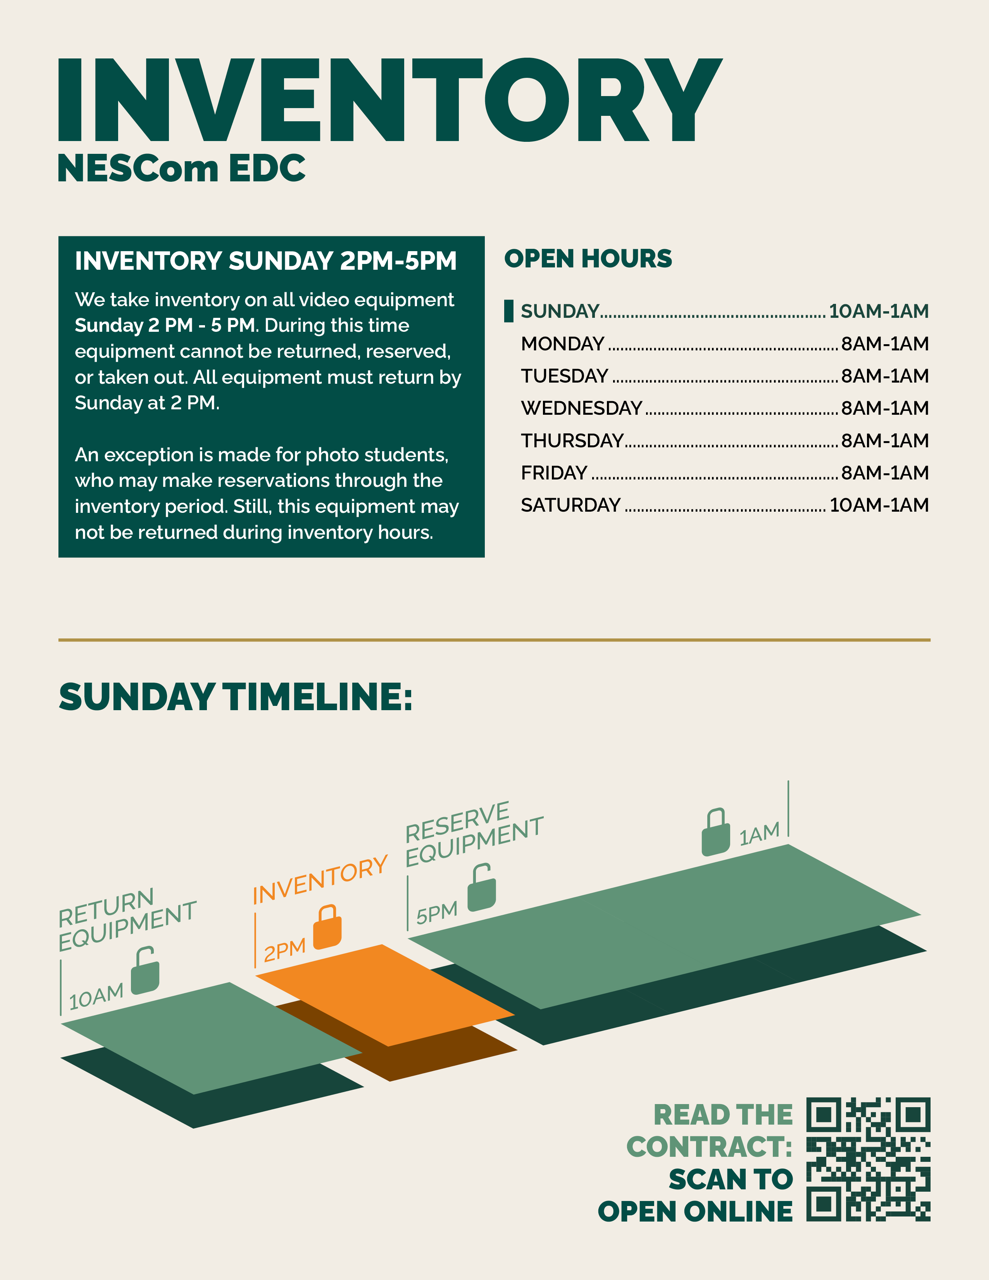 INVENTORY
NESCom EDC
INVENTORY SUNDAY 2PM-5PM
We take inventory on all video equipment
Sunday 2 PM - 5 PM. During this time
equipment cannot be returned, reserved,
or taken out. All equipment must return by
Sunday at 2 PM.
An exception is made for photo students,
who may make reservations through the
inventory period. Still, this equipment may
not be returned during inventory hours.
OPEN HOURS
SUNDAY 10AM-1AM
MONDAY 8AM-1AM
TUESDAY 8AM-1AM
WEDNESDAY 8AM-1AM
THURSDAY 8AM-1AM
FRIDAY 8AM-1AM
SATURDAY 10AM-1AM
SUNDAY TIMELINE:
RETURN
EQUIPMENT
10AM
INVENTORY
2PM
RESERVE
EQUIPMENT
5PM
1AM
READ THE
CONTRACT:
SCAN TO
OPEN ONLINE